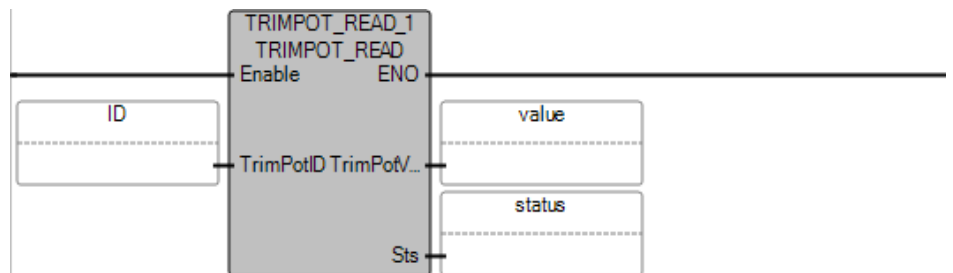 TRIMPOT_READ_1
TRIMPOT_READ
Enable ENO
ID value
TrimPotID TrimPotV...
status
Sts